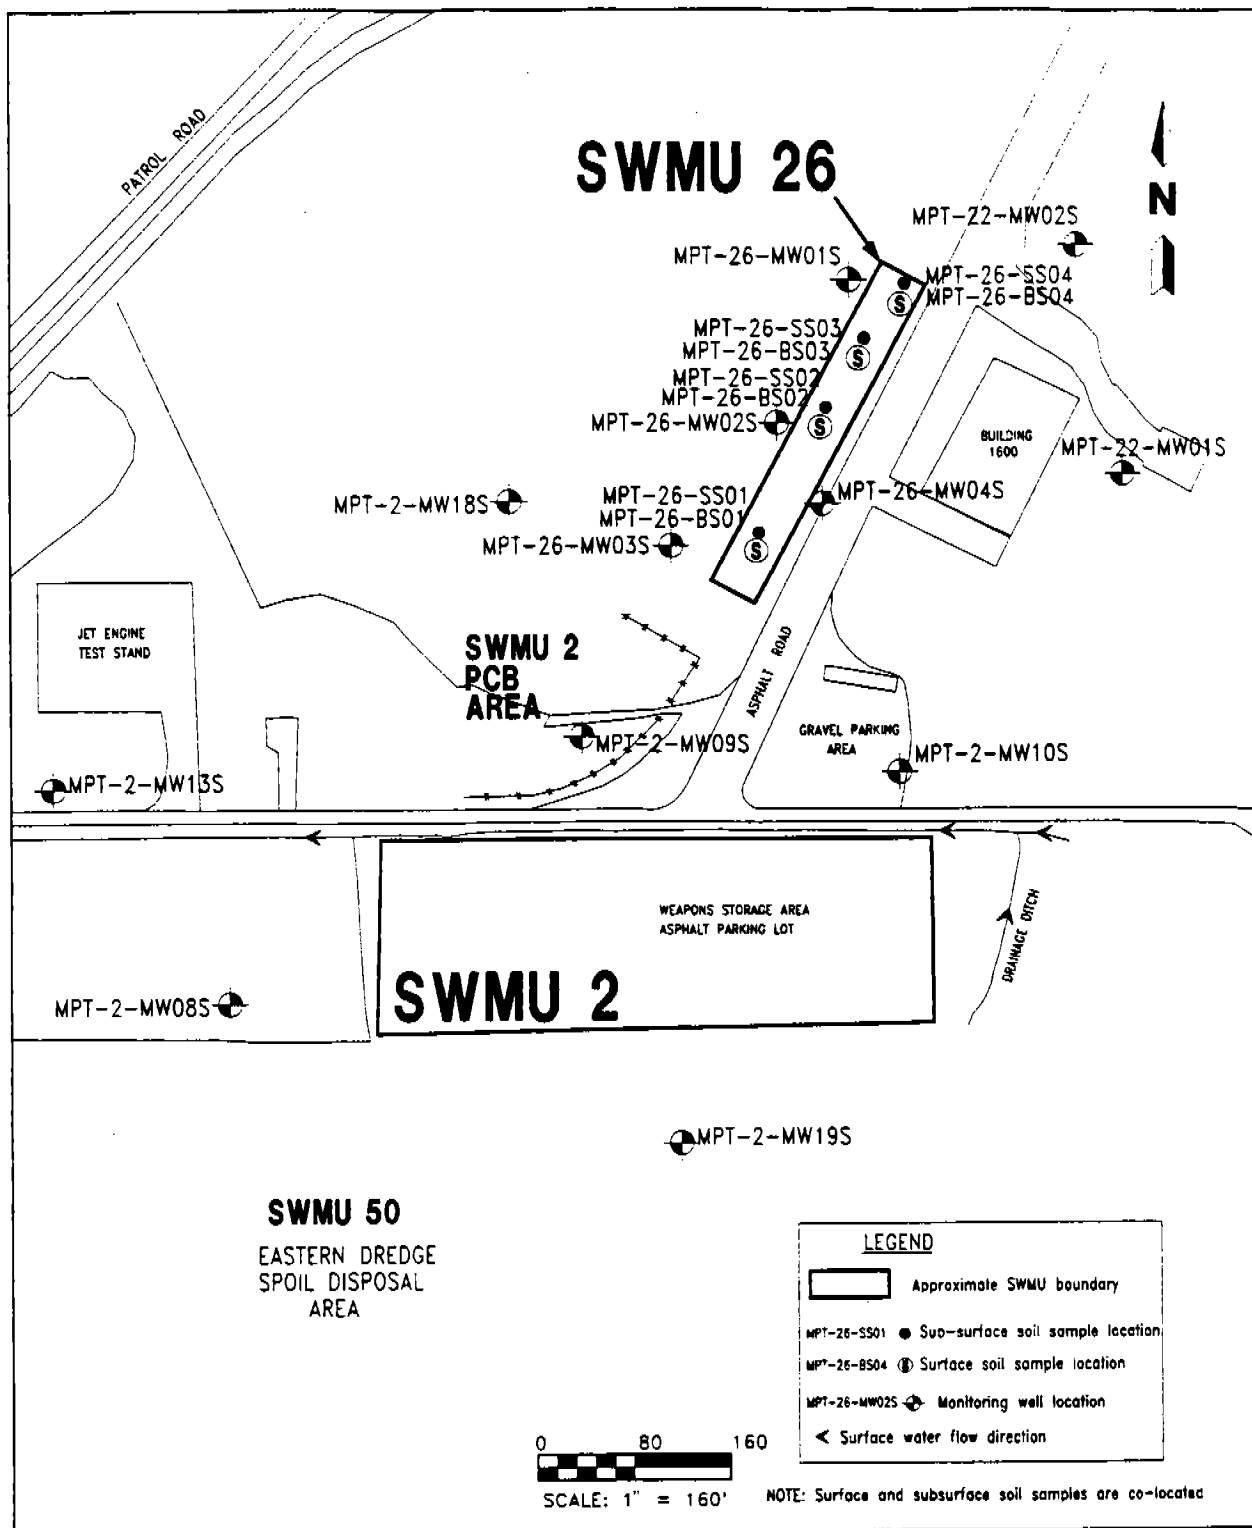 PATROL ROAD
SWMU 26
N
MPT-22-MW02S
MPT-26-MW01S
MPT-26-SS04
MPT-26-BS04
MPT-26-SS03
MPT-26-BS03
MPT-26-SS02
MPT-26-BS02
MPT-26-MW02S
BUILDING
1600
MPT-22-MW01S
MPT-2-MW18S
MPT-26-SS01
MPT-26-BS01
MPT-26-MW04S
MPT-26-MW03S
S
S
S
S
JET ENGINE
TEST STAND
SWMU 2
PCB
AREA
ASPHALT ROAD
GRAVEL PARKING
AREA
MPT-2-MW09S
MPT-2-MW10S
MPT-2-MW13S
WEAPONS STORAGE AREA
ASPHALT PARKING LOT
DRAINAGE DITCH
SWMU 2
MPT-2-MW08S
MPT-2-MW19S
SWMU 50
EASTERN DREDGE
SPOIL DISPOSAL
AREA
LEGEND
Approximate SWMU boundary
MPT-26-SS01 Sub-surface soil sample location
MPT-26-BS04 S Surface soil sample location
MPT-26-MW02S Monitoring well location
Surface water flow direction
0 80 160
SCALE: 1" = 160'
NOTE: Surface and subsurface soil samples are co-located